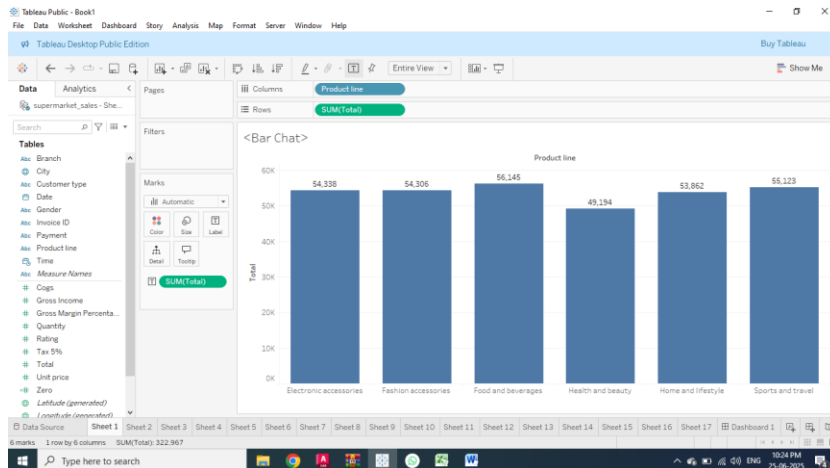 Tableau Public - Book1
File Data Worksheet Dashboard Story Analysis Map Format Server Window Help
Tableau Desktop Public Edition
Buy Tableau
Entire View
Show Me
Data Analytics
Pages
Columns
Product line
supermarket_sales - She...
Rows
SUM(Total)
Search
Filters
Tables
Abc Branch
City
Abc Customer type
Date
Abc Gender
Abc Invoice ID
Abc Payment
Abc Product line
Time
Abc Measure Names
# Cogs
# Gross Income
# Gross Margin Percenta...
# Quantity
# Rating
# Tax 5%
# Total
# Unit price
=# Zero
Latitude (generated)
Longitude (generated)
Marks
Automatic
Color Size Label
Detail Tooltip
SUM(Total)
<Bar Chat>
Product line
Total
60K
50K
40K
30K
20K
10K
0K
54,338 54,306 56,145 49,194 53,862 55,123
Electronic accessories Fashion accessories Food and beverages Health and beauty Home and lifestyle Sports and travel
Data Source Sheet 1 Sheet 2 Sheet 3 Sheet 4 Sheet 5 Sheet 6 Sheet 7 Sheet 8 Sheet 9 Sheet 10 Sheet 11 Sheet 12 Sheet 13 Sheet 14 Sheet 15 Sheet 16 Sheet 17 Dashboard 1
6 marks 1 row by 6 columns SUM(Total): 322,967
Type here to search
ENG
10:24 PM
25-06-2025